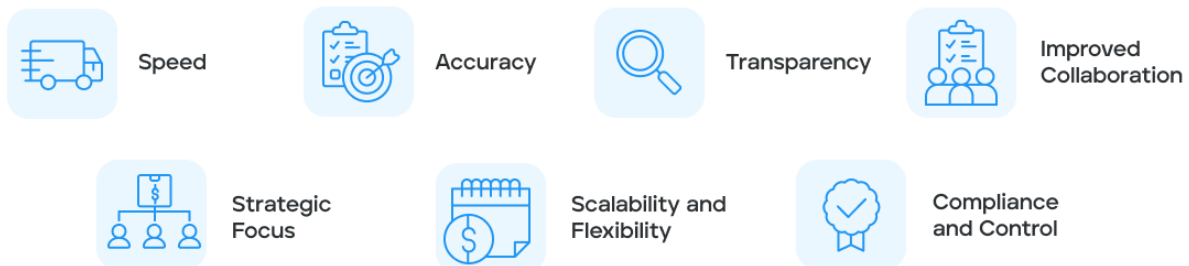 Speed
Accuracy
Transparency
Improved
Collaboration
Strategic
Focus
Scalability and
Flexibility
Compliance
and Control